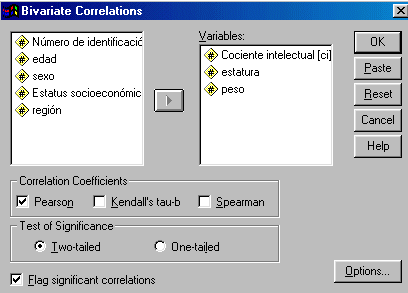 Bivariate Correlations
Número de identificació
edad
sexo
Estatus socioeconómic
región
Variables:
Cociente intelectual [ci]
estatura
peso
OK
Paste
Reset
Cancel
Help
Correlation Coefficients
Pearson
Kendall's tau-b
Spearman
Test of Significance
Two-tailed
One-tailed
Flag significant correlations
Options...